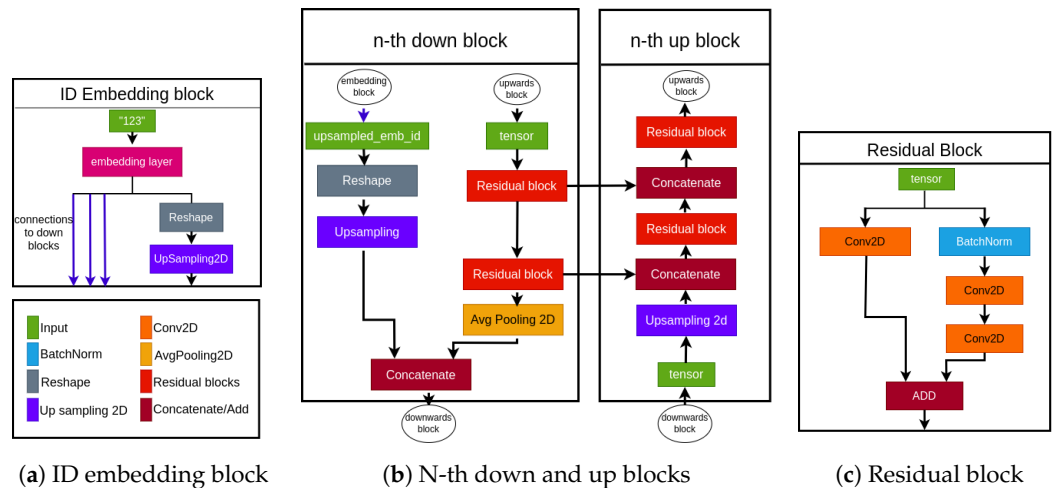 ID Embedding block
"123"
embedding layer
connections
to down
blocks
Reshape
UpSampling2D
Input
BatchNorm
Reshape
Up sampling 2D
Conv2D
AvgPooling2D
Residual blocks
Concatenate/Add
(a) ID embedding block
n-th down block
embedding
block
upsampled_emb_id
Reshape
Upsampling
upwards
block
tensor
Residual block
Residual block
Avg Pooling 2D
Concatenate
downwards
block
n-th up block
upwards
block
Residual block
Concatenate
Residual block
Concatenate
Upsampling 2d
tensor
downwards
block
(b) N-th down and up blocks
Residual Block
tensor
Conv2D
BatchNorm
Conv2D
Conv2D
ADD
(c) Residual block